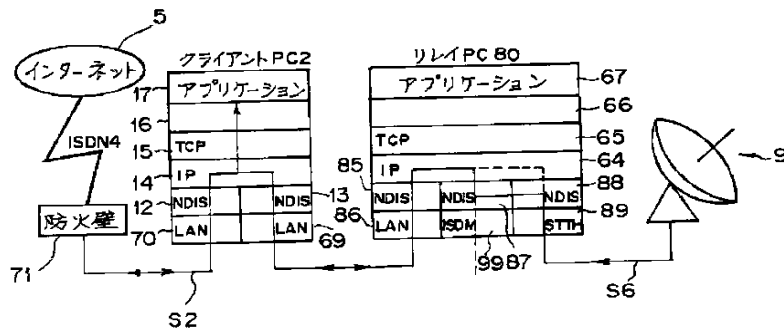 5
インターネット
ISDN4
防火壁
71
S2
クライアントPC2
17 アプリケーション
16
15 TCP
14 IP
12 NDIS NDIS 13
70 LAN LAN 69
リレイPC80
アプリケーション 67
66
TCP 65
IP 64
85 NDIS NDIS NDIS 88
86 LAN ISDM STTH 89
99 87
S6
9